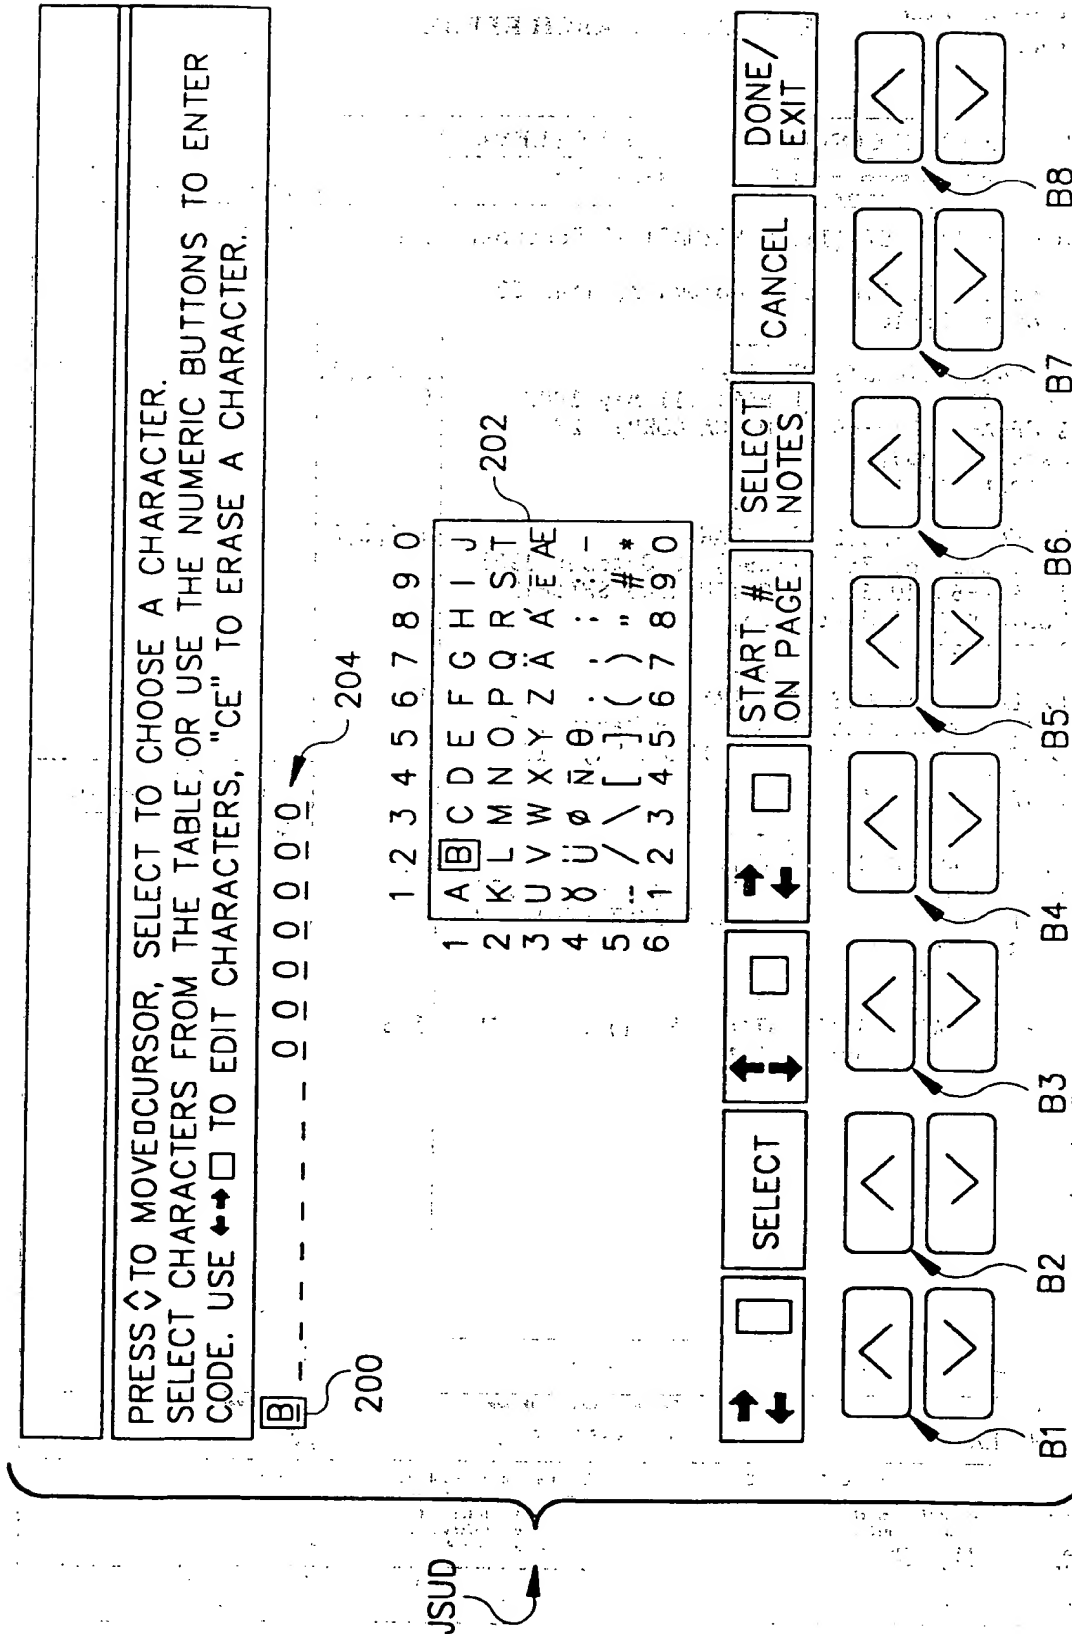 PRESS ◇ TO MOVE▯CURSOR, SELECT TO CHOOSE A CHARACTER.
SELECT CHARACTERS FROM THE TABLE OR USE THE NUMERIC BUTTONS TO ENTER
CODE. USE ←→ □ TO EDIT CHARACTERS, "CE" TO ERASE A CHARACTER.
B 0 0 0 0 0 0 0
200
204
1 2 3 4 5 6 7 8 9 0
1 A B C D E F G H I J
2 K L M N O P Q R S T
3 U V W X Y Z Ä Á Ē Æ
4 Ɣ Ü Ø Ñ Θ . , : ; -
5 _ / \ [ ] ( ) " # *
6 1 2 3 4 5 6 7 8 9 0
202
SELECT
START #
ON PAGE
SELECT
NOTES
CANCEL
DONE/
EXIT
B1 B2 B3 B4 B5 B6 B7 B8
JSUD